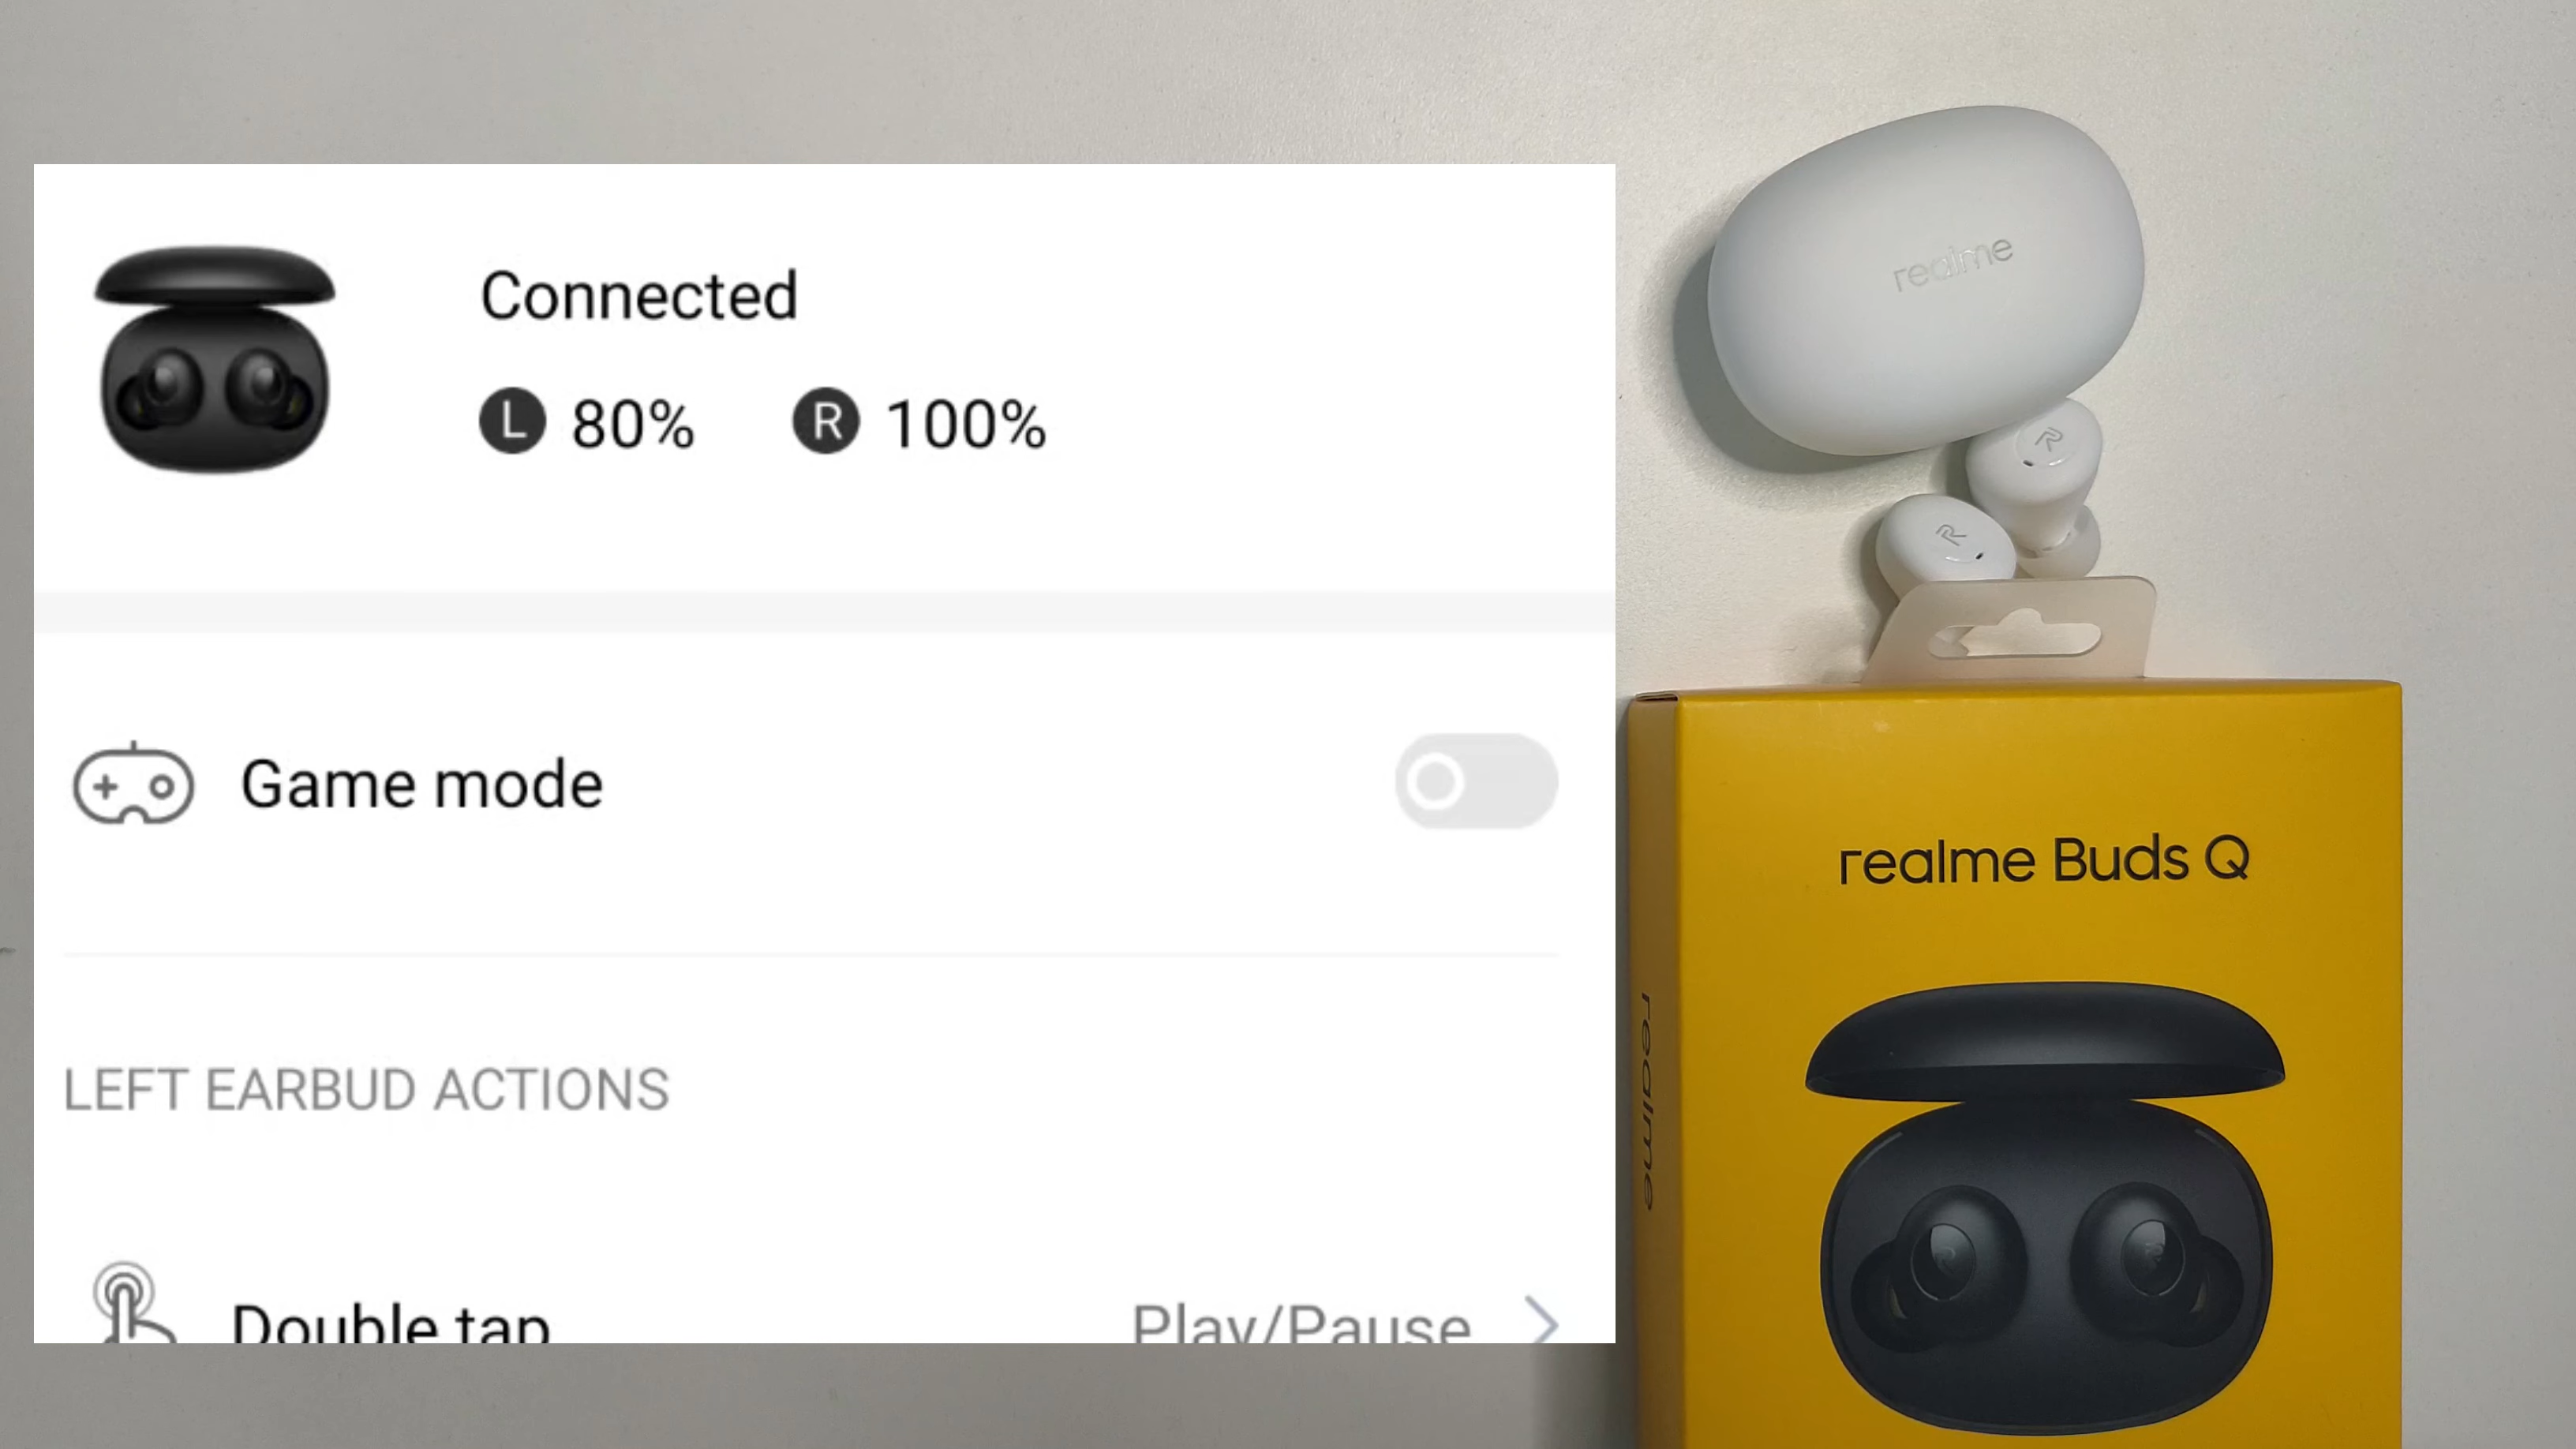 Connected
L 80% R 100%
Game mode
LEFT EARBUD ACTIONS
Double tap Play/Pause
realme
realme Buds Q
realme